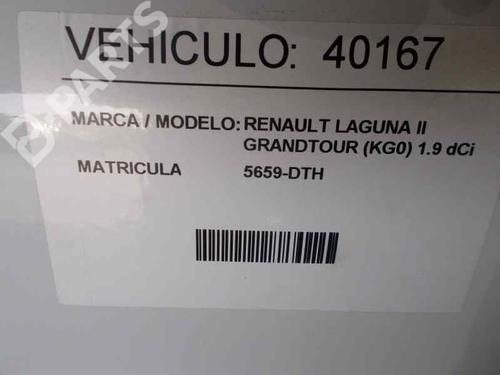 VEHICULO: 40167
MARCA / MODELO: RENAULT LAGUNA II
GRANDTOUR (KG0) 1.9 dCi
MATRICULA 5659-DTH
B PARTS